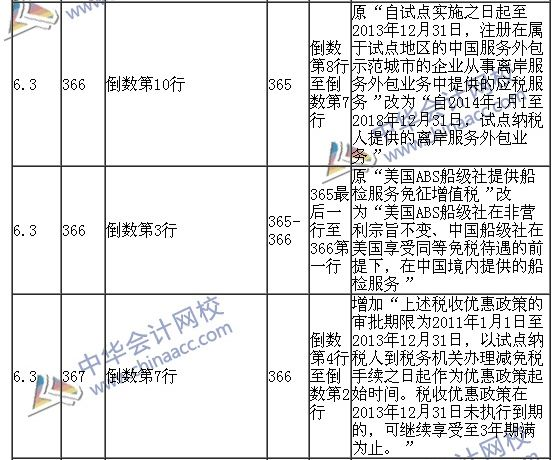 原“自试点实施之日起至
2013年12月31日，注册在属
于试点地区的中国服务外包
示范城市的企业从事离岸服
务外包业务中提供的应税服
务”改为“自2014年1月1至
2018年12月31日，试点纳税
人提供的离岸服务外包业
务”
6.3
366
倒数第10行
365
倒数
第8行
至倒
数第7
行
原“美国ABS船级社提供船
检服务免征增值税 ”改
为“美国ABS船级社在非营
利宗旨不变、中国船级社在
美国享受同等免税待遇的前
提下，在中国境内提供的船
检服务”
6.3
366
倒数第3行
365-
366
365最
后一
行至
366第
一行
增加“上述税收优惠政策的
审批期限为2011年1月1日至
2013年12月31日，以试点纳
税人到税务机关办理减免税
手续之日起作为优惠政策起
始时间。税收优惠政策在
2013年12月31日未执行到期
的，可继续享受至3年期满
为止。 ”
6.3
367
倒数第7行
366
倒数
第4行
至倒
数第2
行
中华会计网校
www.chinaacc.com